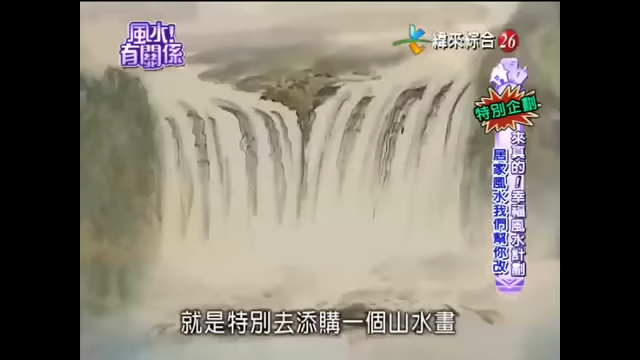 風水!
有關係
緯來綜合 26
特別企劃
來真的!幸福風水計劃
居家風水我們幫你改
就是特別去添購一個山水畫